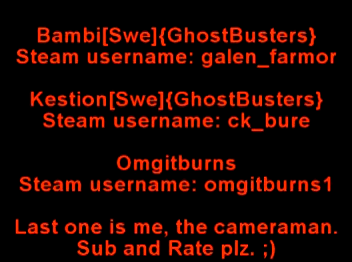 Bambi[Swe]{GhostBusters}
Steam username: galen_farmor
Kestion[Swe]{GhostBusters}
Steam username: ck_bure
Omgitburns
Steam username: omgitburns1
Last one is me, the cameraman.
Sub and Rate plz. ;)